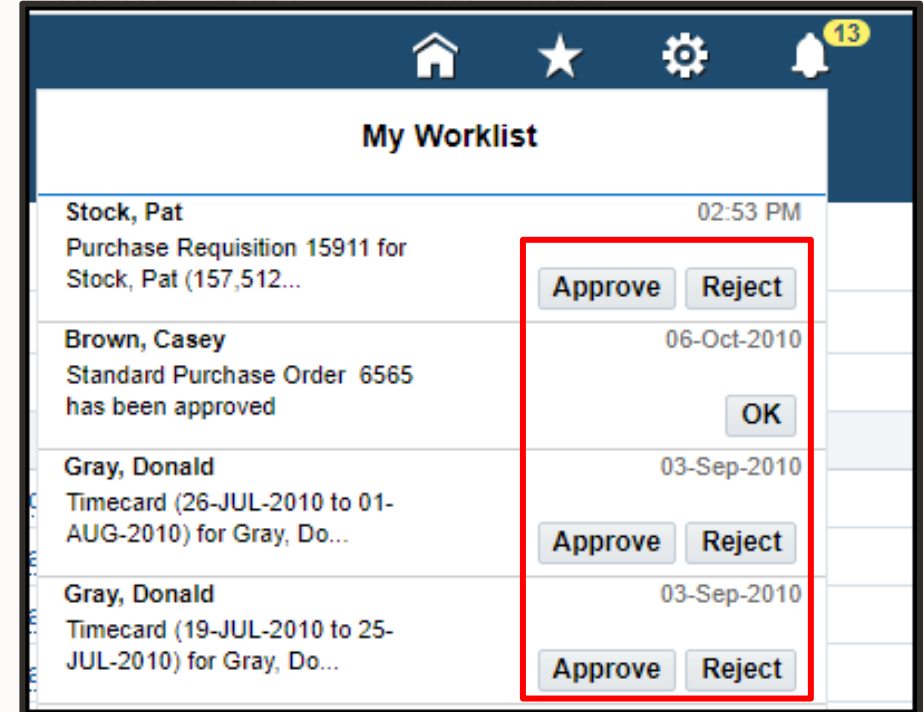 13
My Worklist
Stock, Pat 02:53 PM
Purchase Requisition 15911 for
Stock, Pat (157,512...
Approve Reject
Brown, Casey 06-Oct-2010
Standard Purchase Order 6565
has been approved
OK
Gray, Donald 03-Sep-2010
Timecard (26-JUL-2010 to 01-
AUG-2010) for Gray, Do...
Approve Reject
Gray, Donald 03-Sep-2010
Timecard (19-JUL-2010 to 25-
JUL-2010) for Gray, Do...
Approve Reject